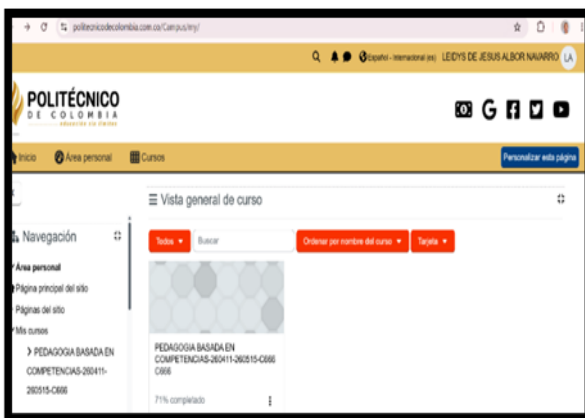 politecnicodecolombia.com.co/Campus/my/
Español - Internacional (es) LEIDYS DE JESUS ALBOR NAVARRO LA
POLITÉCNICO
DE COLOMBIA
Inicio Area personal Cursos Personalizar esta página
Vista general de curso
Navegación
Todos Buscar Ordenar por nombre del curso Tarjeta
Área personal
Página principal del sitio
Páginas del sitio
Mis cursos
PEDAGOGIA BASADA EN
COMPETENCIAS-260411-
260515-C666
PEDAGOGIA BASADA EN
COMPETENCIAS-260411-260515-C666
C666
71% completado